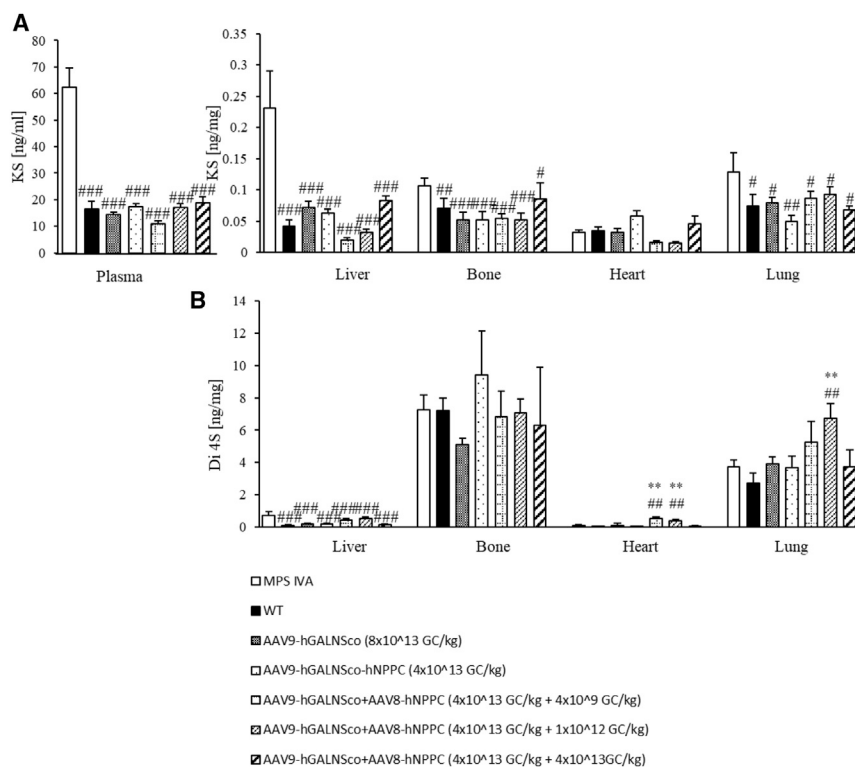 A
KS [ng/ml]
80
70
60
50
40
30
20
10
0
###
###
###
###
###
###
Plasma
KS [ng/mg]
0.35
0.3
0.25
0.2
0.15
0.1
0.05
0
###
###
###
###
###
###
Liver
##
###
###
###
###
#
Bone
Heart
#
#
##
#
#
#
Lung
B
Di 4S [ng/mg]
14
12
10
8
6
4
2
0
###
###
###
###
###
###
Liver
Bone
**
##
**
##
Heart
**
##
Lung
MPS IVA
WT
AAV9-hGALNSco (8x10^13 GC/kg)
AAV9-hGALNSco-hNPPC (4x10^13 GC/kg)
AAV9-hGALNSco+AAV8-hNPPC (4x10^13 GC/kg + 4x10^9 GC/kg)
AAV9-hGALNSco+AAV8-hNPPC (4x10^13 GC/kg + 1x10^12 GC/kg)
AAV9-hGALNSco+AAV8-hNPPC (4x10^13 GC/kg + 4x10^13GC/kg)